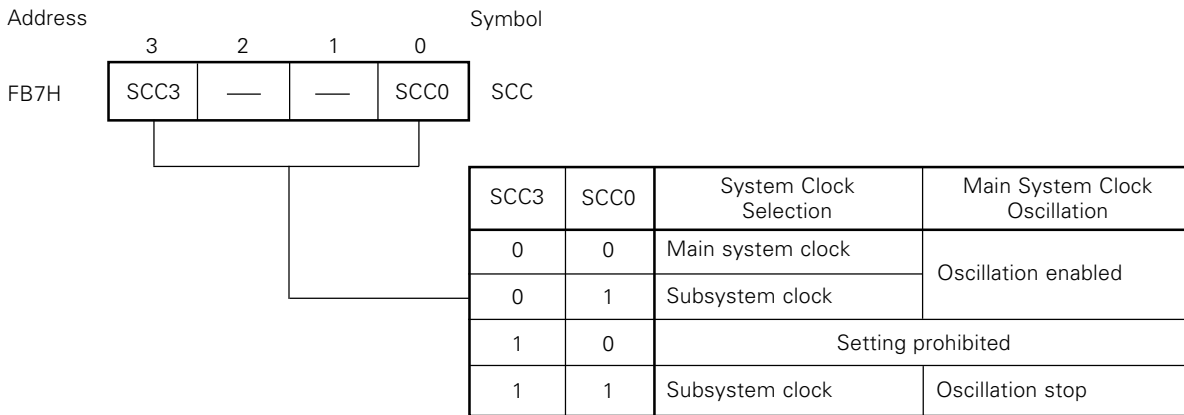 Address Symbol
3 2 1 0
FB7H SCC3 — — SCC0 SCC
SCC3 SCC0 System Clock Selection Main System Clock Oscillation
0 0 Main system clock Oscillation enabled
0 1 Subsystem clock
1 0 Setting prohibited
1 1 Subsystem clock Oscillation stop